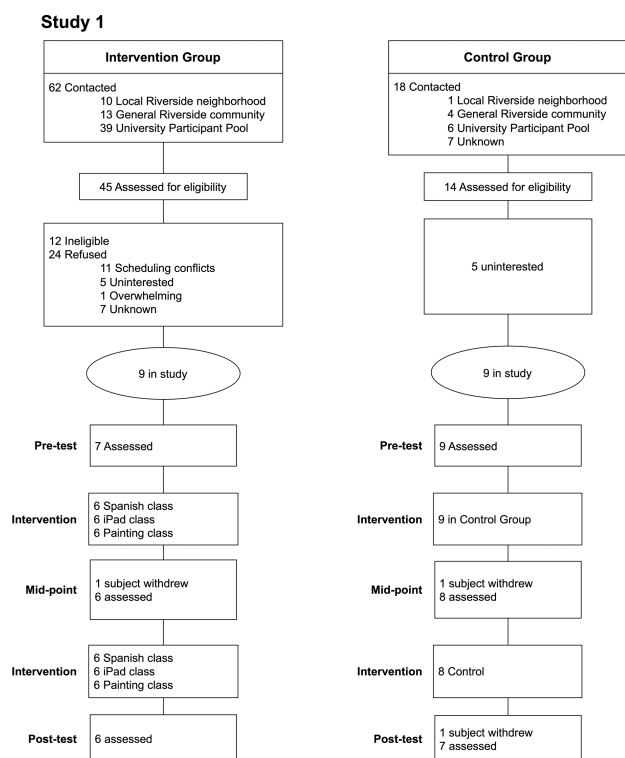 Study 1
Intervention Group
62 Contacted
10 Local Riverside neighborhood
13 General Riverside community
39 University Participant Pool
45 Assessed for eligibility
12 Ineligible
24 Refused
11 Scheduling conflicts
5 Uninterested
1 Overwhelming
7 Unknown
9 in study
Pre-test
7 Assessed
Intervention
6 Spanish class
6 iPad class
6 Painting class
Mid-point
1 subject withdrew
6 assessed
Intervention
6 Spanish class
6 iPad class
6 Painting class
Post-test
6 assessed
Control Group
18 Contacted
1 Local Riverside neighborhood
4 General Riverside community
6 University Participant Pool
7 Unknown
14 Assessed for eligibility
5 uninterested
9 in study
Pre-test
9 Assessed
Intervention
9 in Control Group
Mid-point
1 subject withdrew
8 assessed
Intervention
8 Control
Post-test
1 subject withdrew
7 assessed